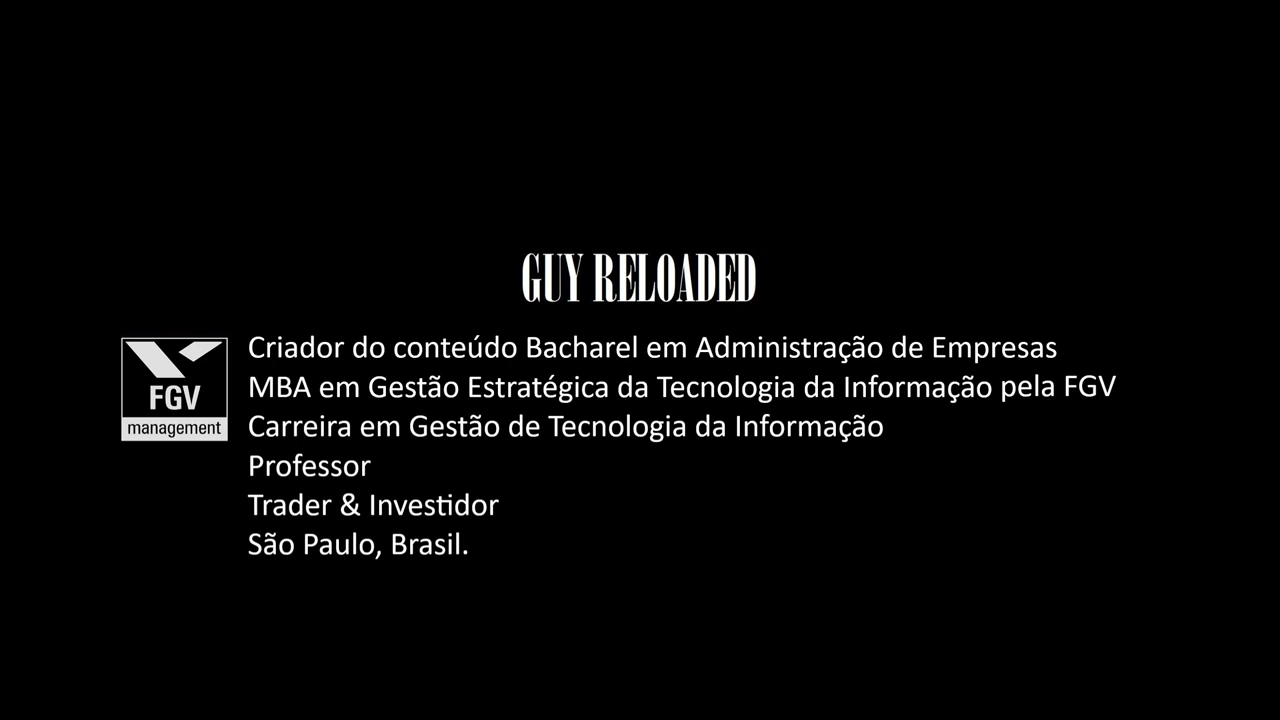 GUY RELOADED
Criador do conteúdo Bacharel em Administração de Empresas
MBA em Gestão Estratégica da Tecnologia da Informação pela FGV
Carreira em Gestão de Tecnologia da Informação
Professor
Trader & Investidor
São Paulo, Brasil.
FGV
management